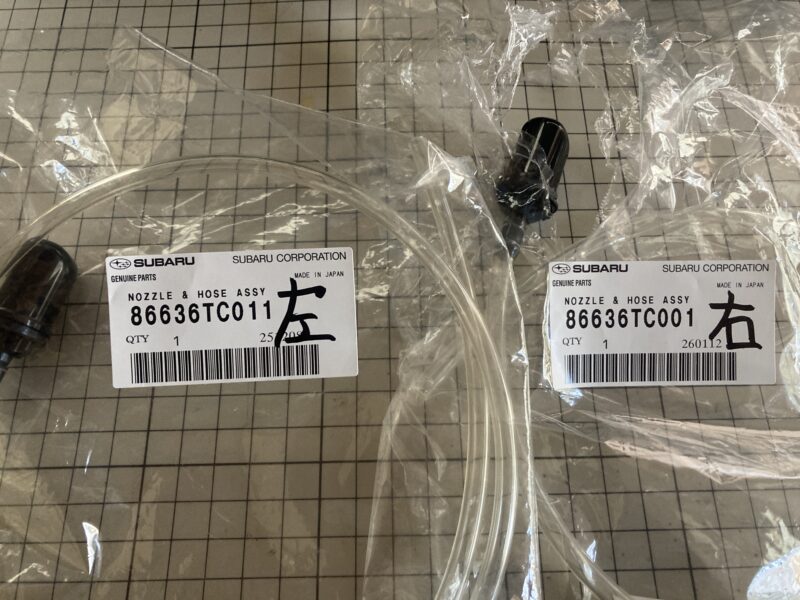 SUBARU SUBARU CORPORATION
GENUINE PARTS MADE IN JAPAN
NOZZLE & HOSE ASSY
86636TC011 左
QTY 1
SUBARU SUBARU CORPORATION
GENUINE PARTS MADE IN JAPAN
NOZZLE & HOSE ASSY
86636TC001 右
QTY 1 260112